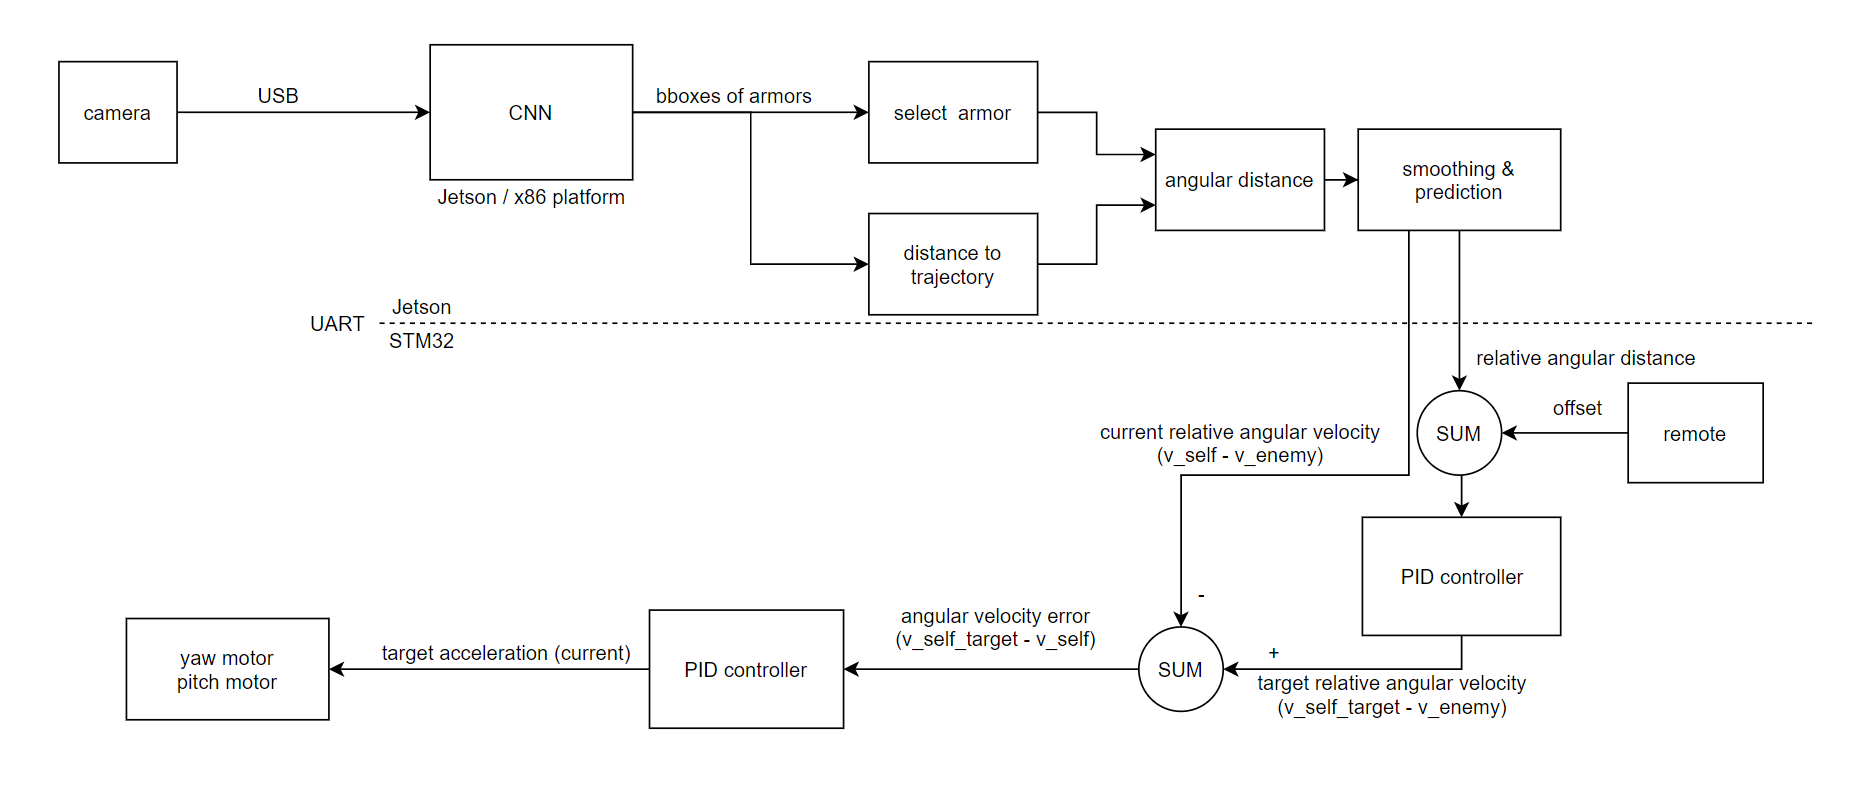 camera
USB
CNN
Jetson / x86 platform
bboxes of armors
select  armor
distance to
trajectory
angular distance
smoothing &
prediction
UART
Jetson
STM32
relative angular distance
SUM
offset
remote
current relative angular velocity
(v_self - v_enemy)
PID controller
-
+
SUM
target relative angular velocity
(v_self_target - v_enemy)
angular velocity error
(v_self_target - v_self)
PID controller
target acceleration (current)
yaw motor
pitch motor